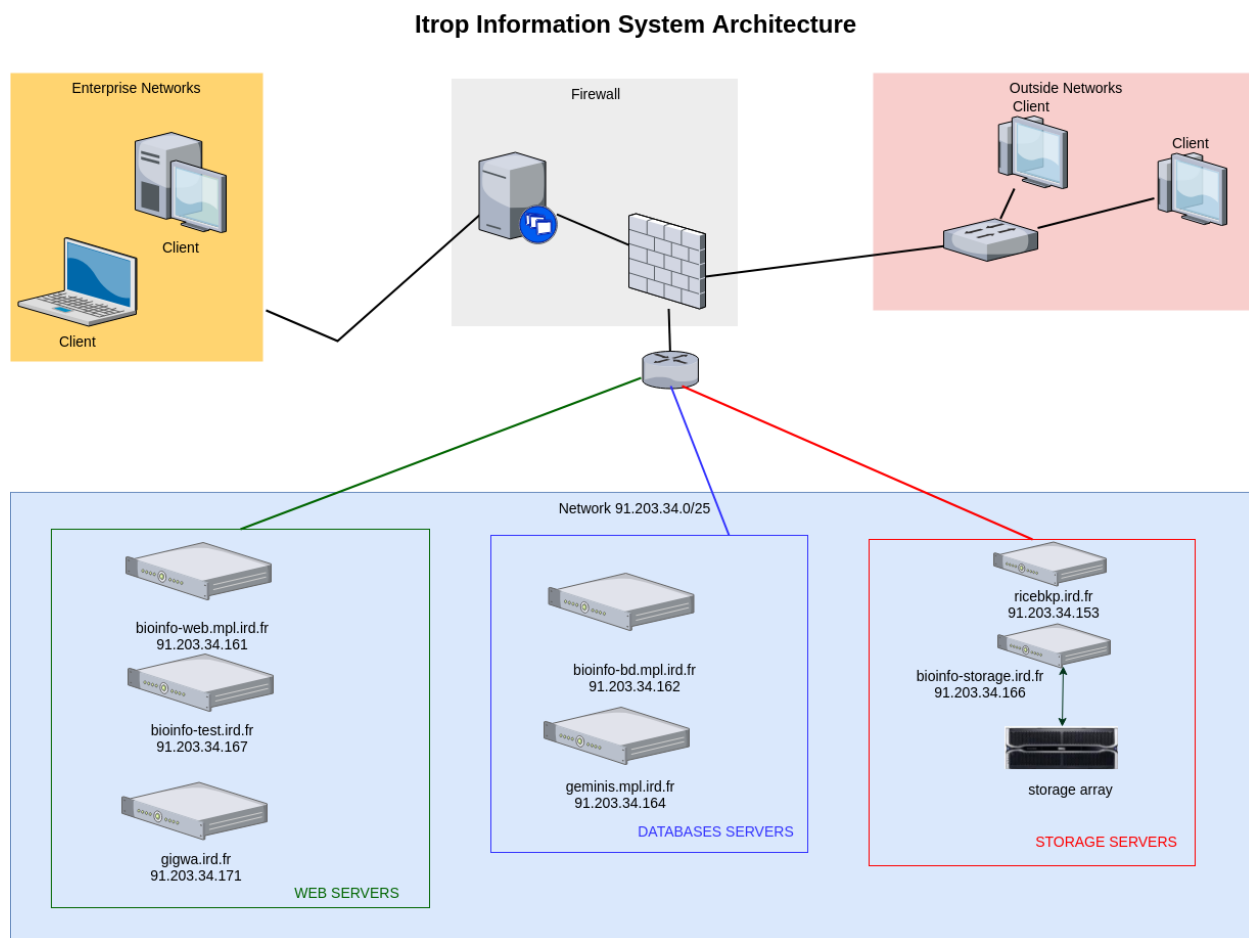 Itrop Information System Architecture
Enterprise Networks
Client
Client
Firewall
Outside Networks
Client
Client
Network 91.203.34.0/25
bioinfo-web.mpl.ird.fr
91.203.34.161
bioinfo-test.ird.fr
91.203.34.167
gigwa.ird.fr
91.203.34.171
WEB SERVERS
bioinfo-bd.mpl.ird.fr
91.203.34.162
geminis.mpl.ird.fr
91.203.34.164
DATABASES SERVERS
ricebkp.ird.fr
91.203.34.153
bioinfo-storage.ird.fr
91.203.34.166
storage array
STORAGE SERVERS